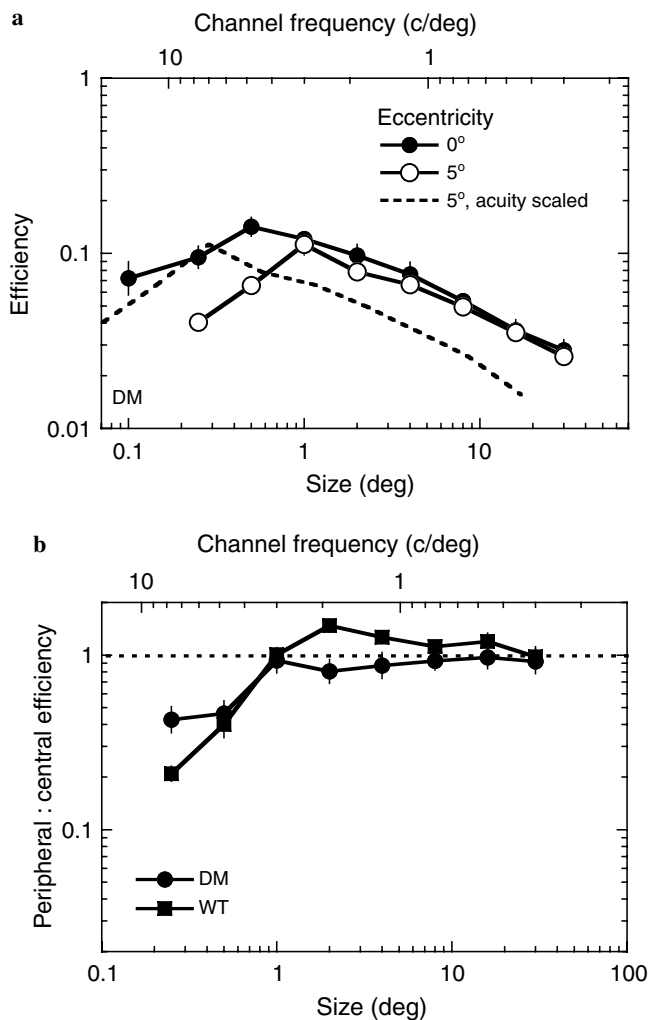 a
Channel frequency (c/deg)
10 1
1
Eccentricity
0°
5°
5°, acuity scaled
0.1
Efficiency
DM
0.01
0.1 1 10
Size (deg)
b
Channel frequency (c/deg)
10 1
1
Peripheral : central efficiency
0.1
DM
WT
0.1 1 10 100
Size (deg)